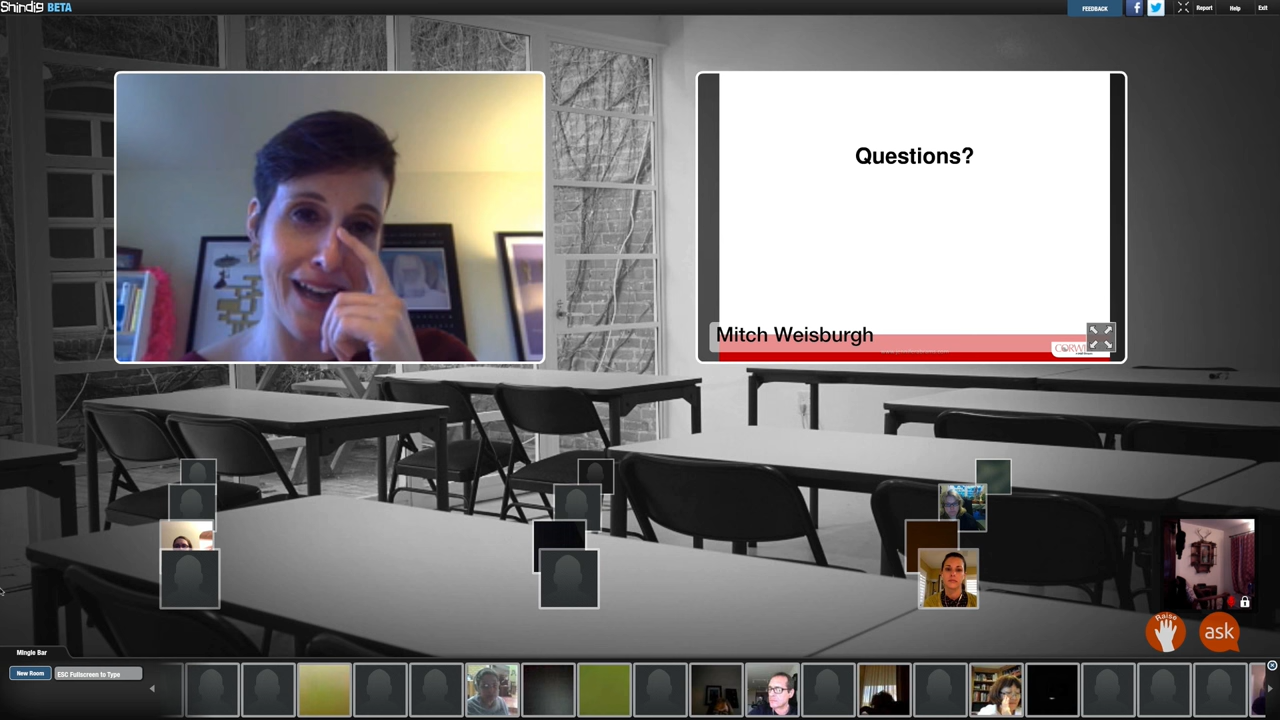 Shindig BETA
FEEDBACK
Report
Help
Exit
Questions?
Mitch Weisburgh
CORWI
Raise
ask
Mingle Bar
New Room
ESC Fullscreen to Type